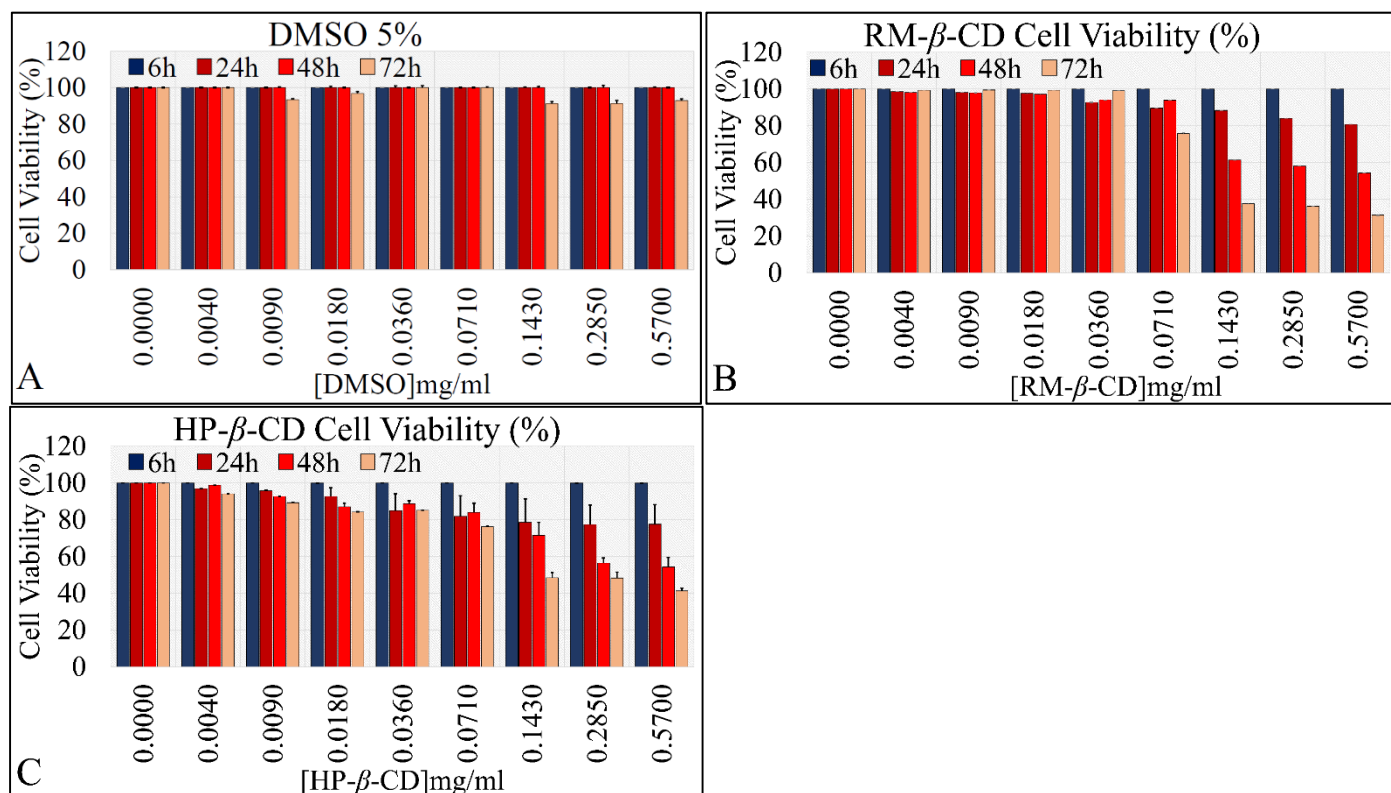 DMSO 5%
6h 24h 48h 72h
Cell Viability (%)
120
100
80
60
40
20
0
0.0000 0.0040 0.0090 0.0180 0.0360 0.0710 0.1430 0.2850 0.5700
A
[DMSO]mg/ml
RM-β-CD Cell Viability (%)
6h 24h 48h 72h
Cell Viability (%)
120
100
80
60
40
20
0
0.0000 0.0040 0.0090 0.0180 0.0360 0.0710 0.1430 0.2850 0.5700
B
[RM-β-CD]mg/ml
HP-β-CD Cell Viability (%)
6h 24h 48h 72h
Cell Viability (%)
120
100
80
60
40
20
0
0.0000 0.0040 0.0090 0.0180 0.0360 0.0710 0.1430 0.2850 0.5700
C
[HP-β-CD]mg/ml